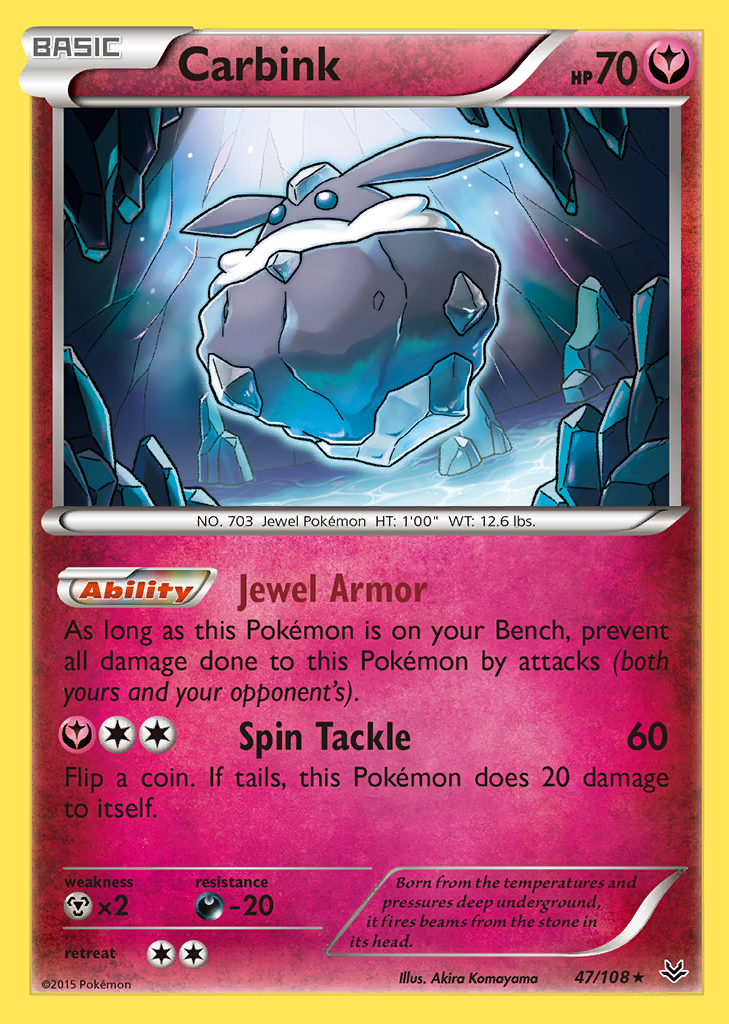 BASIC
Carbink
HP 70
NO. 703 Jewel Pokémon HT: 1'00" WT: 12.6 lbs.
Ability Jewel Armor
As long as this Pokémon is on your Bench, prevent
all damage done to this Pokémon by attacks (both
yours and your opponent's).
Spin Tackle 60
Flip a coin. If tails, this Pokémon does 20 damage
to itself.
weakness resistance
×2 -20
Born from the temperatures and
pressures deep underground,
it fires beams from the stone in
its head.
retreat
©2015 Pokémon
Illus. Akira Komayama 47/108★